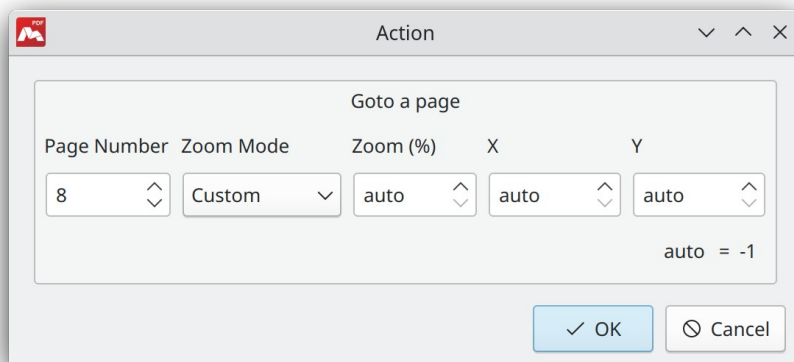 PDF
Action
Goto a page
Page Number Zoom Mode Zoom (%) X Y
8 Custom auto auto auto
auto = -1
OK Cancel